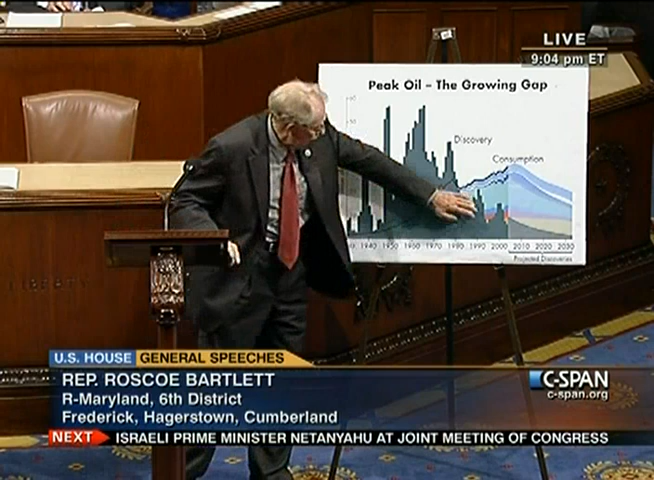 LIVE
9:04 pm ET
Peak Oil – The Growing Gap
Discovery
Consumption
1940 1950 1960 1970 1980 1990 2000 2010 2020 2030
Projected Discoveries
LIBERTY
U.S. HOUSE GENERAL SPEECHES
REP. ROSCOE BARTLETT
R-Maryland, 6th District
Frederick, Hagerstown, Cumberland
C-SPAN
c-span.org
NEXT ISRAELI PRIME MINISTER NETANYAHU AT JOINT MEETING OF CONGRESS